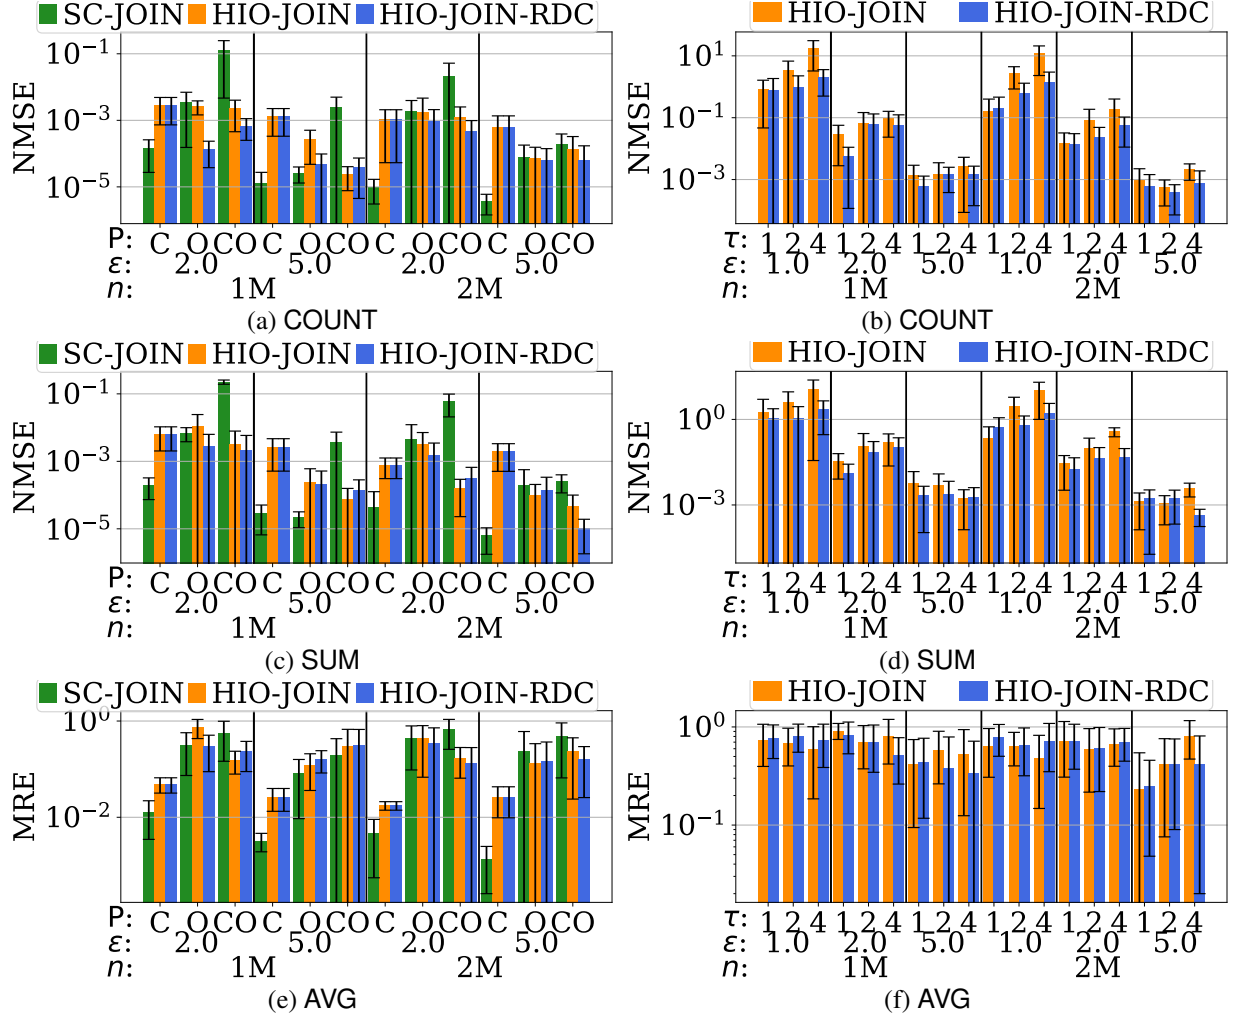 SC-JOIN HIO-JOIN HIO-JOIN-RDC
NMSE
10⁻¹
10⁻³
10⁻⁵
P: C O CO C O CO C O CO C O CO
ε: 2.0 5.0 2.0 5.0
n: 1M 2M
(a) COUNT
HIO-JOIN HIO-JOIN-RDC
NMSE
10¹
10⁻¹
10⁻³
τ: 1 2 4 1 2 4 1 2 4 1 2 4 1 2 4 1 2 4
ε: 1.0 2.0 5.0 1.0 2.0 5.0
n: 1M 2M
(b) COUNT
SC-JOIN HIO-JOIN HIO-JOIN-RDC
NMSE
10⁻¹
10⁻³
10⁻⁵
P: C O CO C O CO C O CO C O CO
ε: 2.0 5.0 2.0 5.0
n: 1M 2M
(c) SUM
HIO-JOIN HIO-JOIN-RDC
NMSE
10⁰
10⁻³
τ: 1 2 4 1 2 4 1 2 4 1 2 4 1 2 4 1 2 4
ε: 1.0 2.0 5.0 1.0 2.0 5.0
n: 1M 2M
(d) SUM
SC-JOIN HIO-JOIN HIO-JOIN-RDC
MRE
10⁰
10⁻²
P: C O CO C O CO C O CO C O CO
ε: 2.0 5.0 2.0 5.0
n: 1M 2M
(e) AVG
HIO-JOIN HIO-JOIN-RDC
MRE
10⁰
10⁻¹
τ: 1 2 4 1 2 4 1 2 4 1 2 4 1 2 4 1 2 4
ε: 1.0 2.0 5.0 1.0 2.0 5.0
n: 1M 2M
(f) AVG